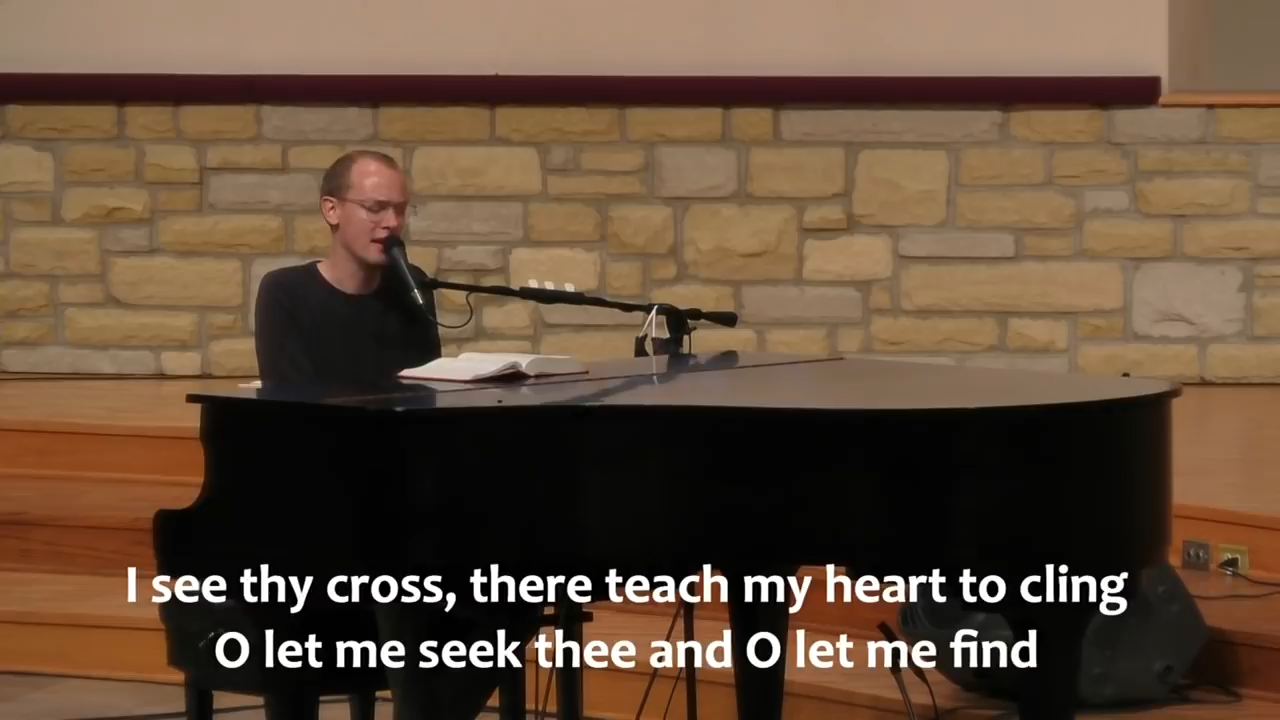 I see thy cross, there teach my heart to cling
O let me seek thee and O let me find